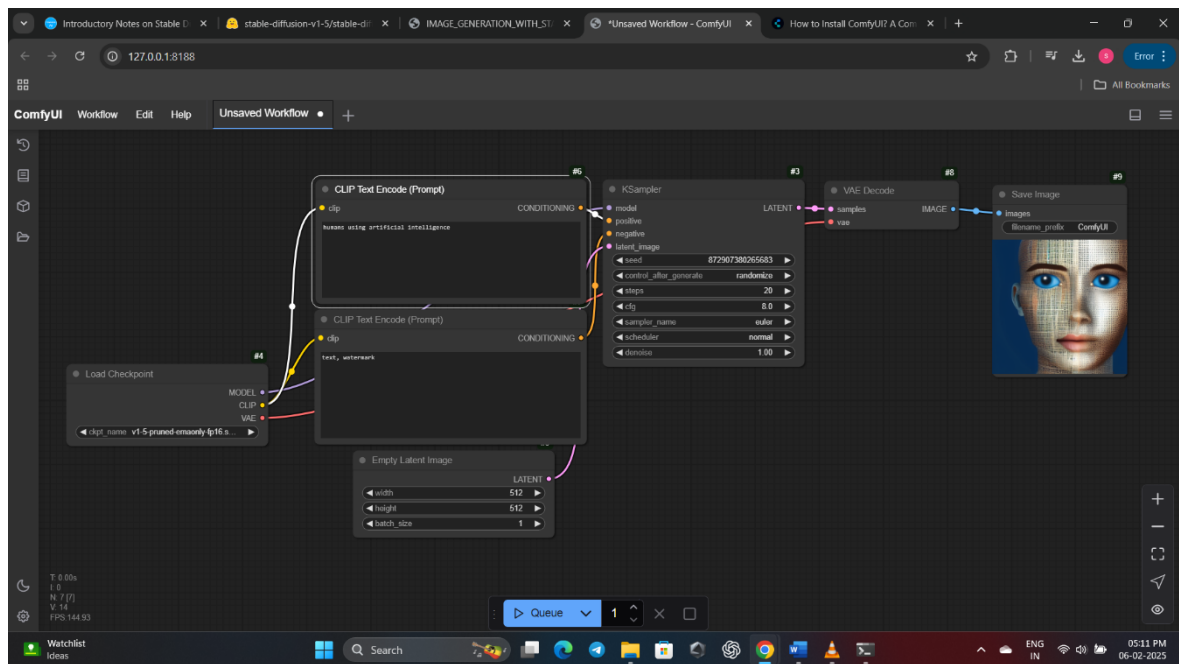 Introductory Notes on Stable D
stable-diffusion-v1-5/stable-dif
IMAGE_GENERATION_WITH_ST
*Unsaved Workflow - ComfyUI
How to Install ComfyUI? A Com
127.0.0.1:8188
S
Error
All Bookmarks
ComfyUI Workflow Edit Help Unsaved Workflow
#6
CLIP Text Encode (Prompt)
clip CONDITIONING
humans using artificial intelligence
CLIP Text Encode (Prompt)
clip CONDITIONING
text, watermark
#4
Load Checkpoint
MODEL
CLIP
VAE
ckpt_name v1-5-pruned-emaonly-fp16.s...
Empty Latent Image
LATENT
width 512
height 512
batch_size 1
#3
KSampler
model LATENT
positive
negative
latent_image
seed 872907380265683
control_after_generate randomize
steps 20
cfg 8.0
sampler_name euler
scheduler normal
denoise 1.00
#8
VAE Decode
samples IMAGE
vae
#9
Save Image
images
filename_prefix ComfyUI
T: 0.00s
I: 0
N: 7 [7]
V: 14
FPS:144.93
Queue 1
Watchlist
Ideas
Search
ENG
IN
05:11 PM
06-02-2025